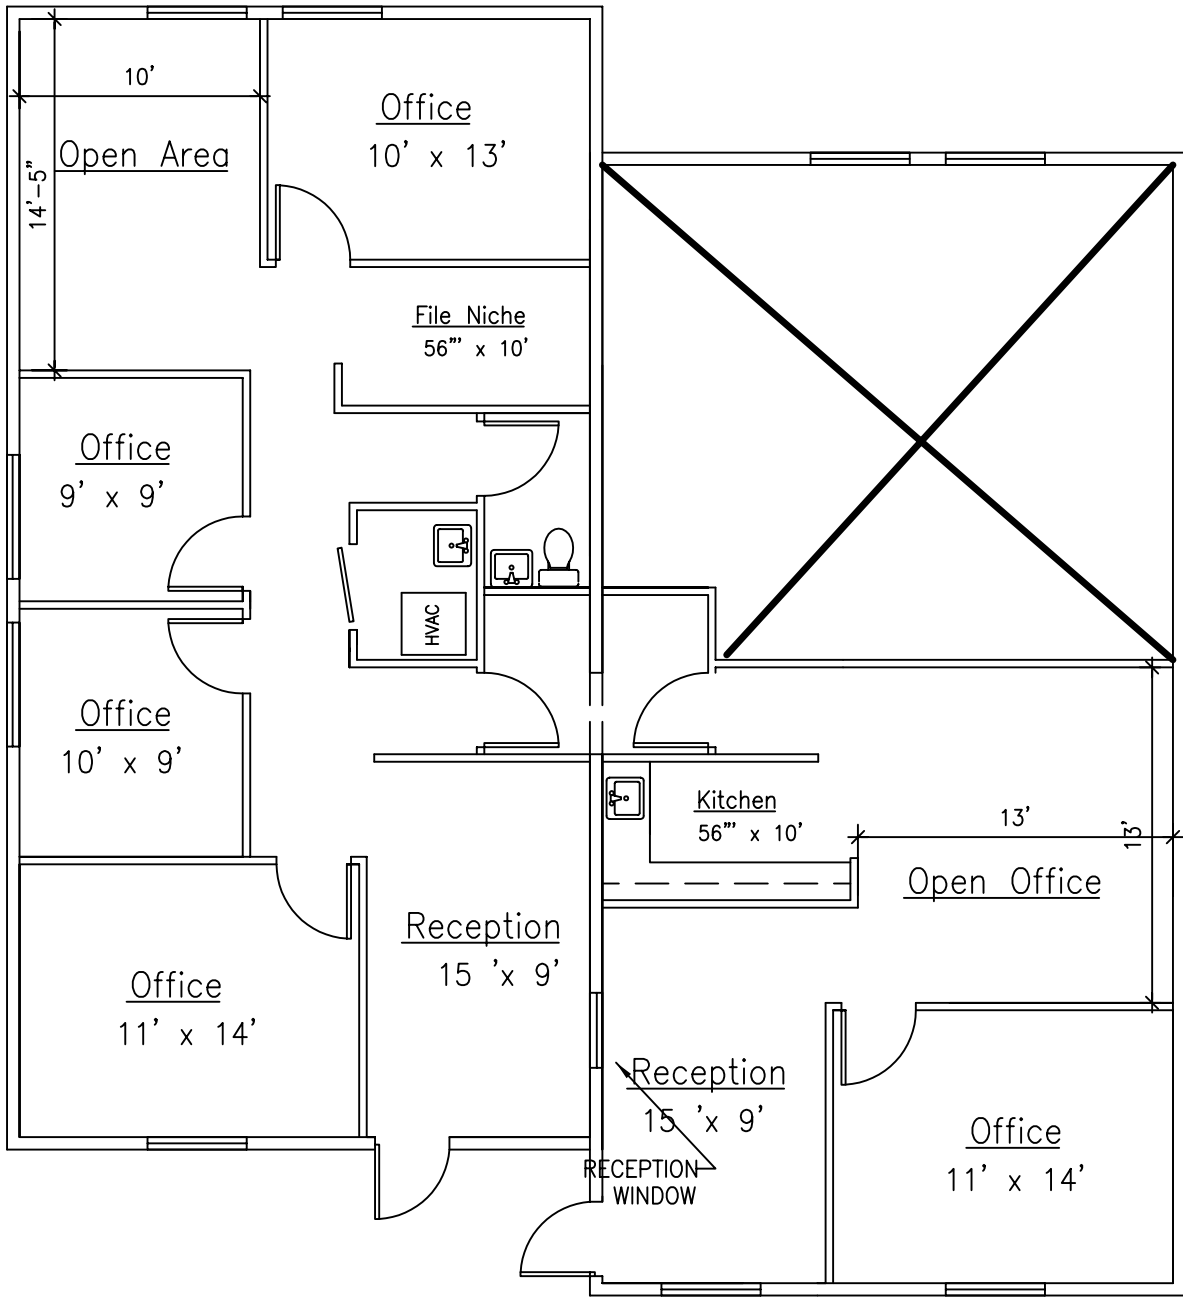 10'
Office
10' x 13'
Open Area
14'-5"
File Niche
56"' x 10'
Office
9' x 9'
HVAC
Office
10' x 9'
Kitchen
56"' x 10'
13'
13'
Open Office
Reception
15 'x 9'
Office
11' x 14'
Reception
15 'x 9'
RECEPTION
WINDOW
Office
11' x 14'